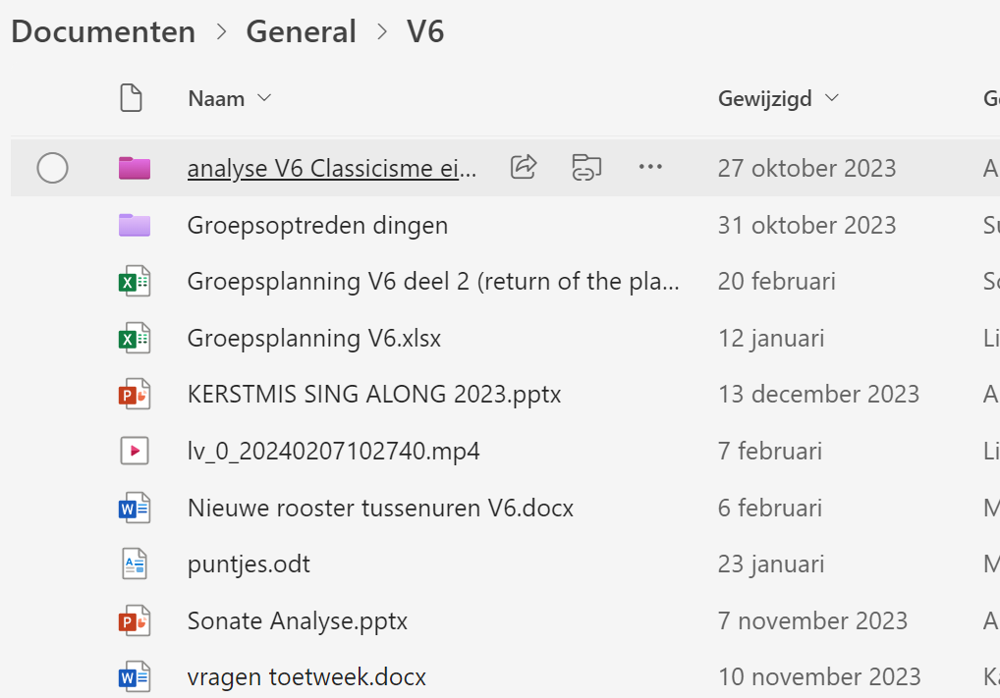 Documenten > General > V6
Naam Gewijzigd
analyse V6 Classicisme ei... 27 oktober 2023
Groepsoptreden dingen 31 oktober 2023
Groepsplanning V6 deel 2 (return of the pla... 20 februari
Groepsplanning V6.xlsx 12 januari
KERSTMIS SING ALONG 2023.pptx 13 december 2023
lv_0_20240207102740.mp4 7 februari
Nieuwe rooster tussenuren V6.docx 6 februari
puntjes.odt 23 januari
Sonate Analyse.pptx 7 november 2023
vragen toetweek.docx 10 november 2023